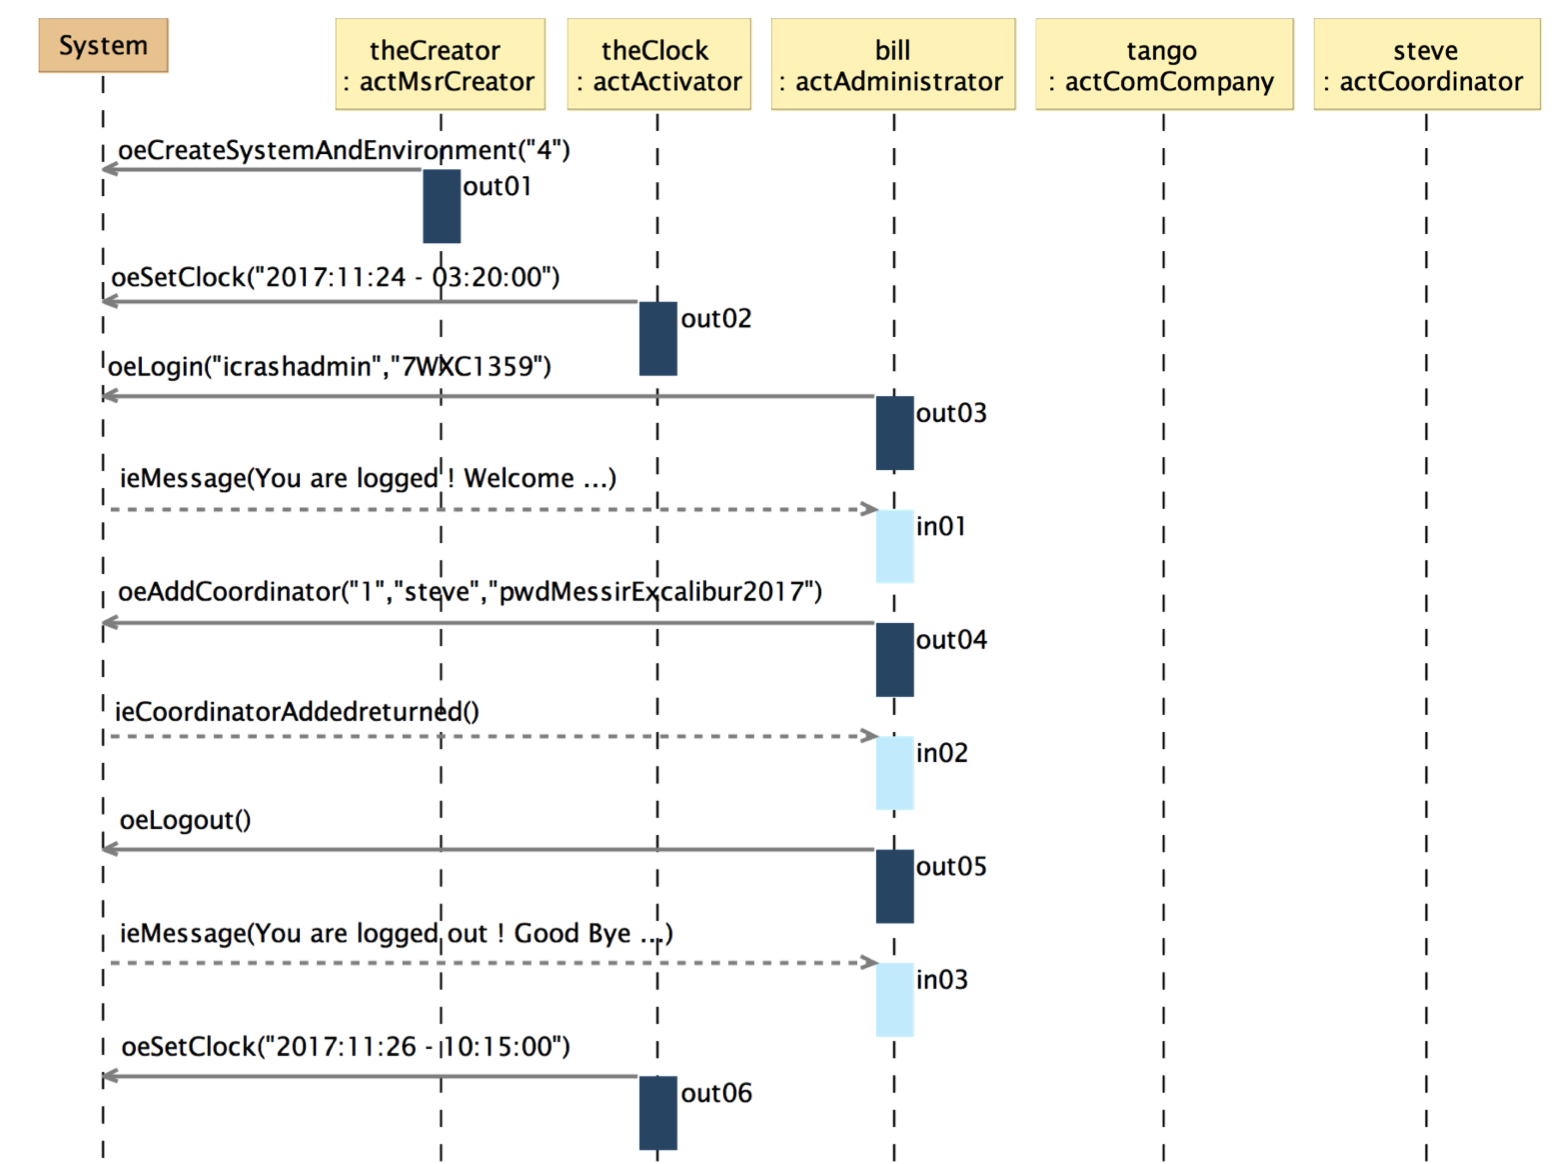 System
theCreator
: actMsrCreator
theClock
: actActivator
bill
: actAdministrator
tango
: actComCompany
steve
: actCoordinator
oeCreateSystemAndEnvironment("4")
out01
oeSetClock("2017:11:24 - 03:20:00")
out02
oeLogin("icrashadmin","7WXC1359")
out03
ieMessage(You are logged ! Welcome ...)
in01
oeAddCoordinator("1","steve","pwdMessirExcalibur2017")
out04
ieCoordinatorAddedreturned()
in02
oeLogout()
out05
ieMessage(You are logged out ! Good Bye ...)
in03
oeSetClock("2017:11:26 - 10:15:00")
out06